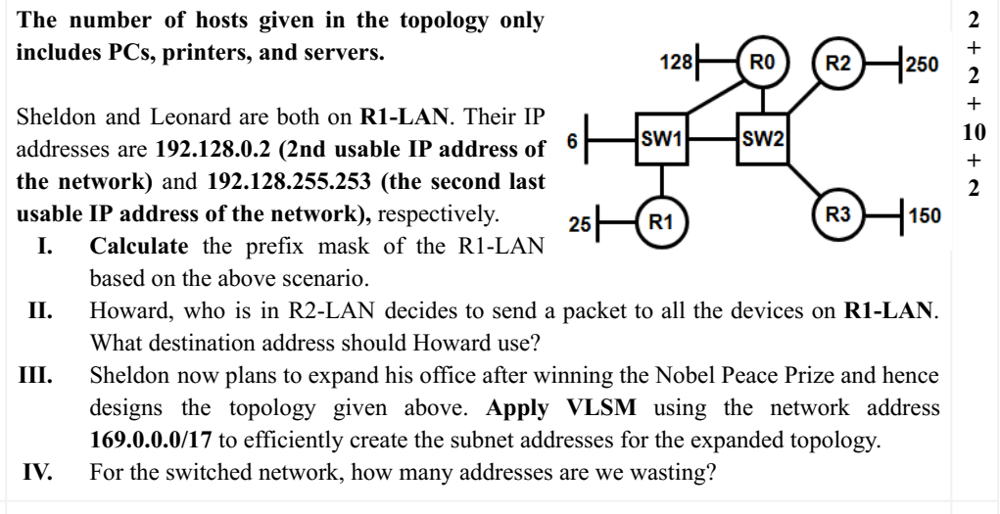 The number of hosts given in the topology only
includes PCs, printers, and servers.
Sheldon and Leonard are both on R1-LAN. Their IP
addresses are 192.128.0.2 (2nd usable IP address of
the network) and 192.128.255.253 (the second last
usable IP address of the network), respectively.
I. Calculate the prefix mask of the R1-LAN
based on the above scenario.
128 R0 R2 250
6 SW1 SW2
25 R1 R3 150
II. Howard, who is in R2-LAN decides to send a packet to all the devices on R1-LAN.
What destination address should Howard use?
III. Sheldon now plans to expand his office after winning the Nobel Peace Prize and hence
designs the topology given above. Apply VLSM using the network address
169.0.0.0/17 to efficiently create the subnet addresses for the expanded topology.
IV. For the switched network, how many addresses are we wasting?
2
+
2
+
10
+
2